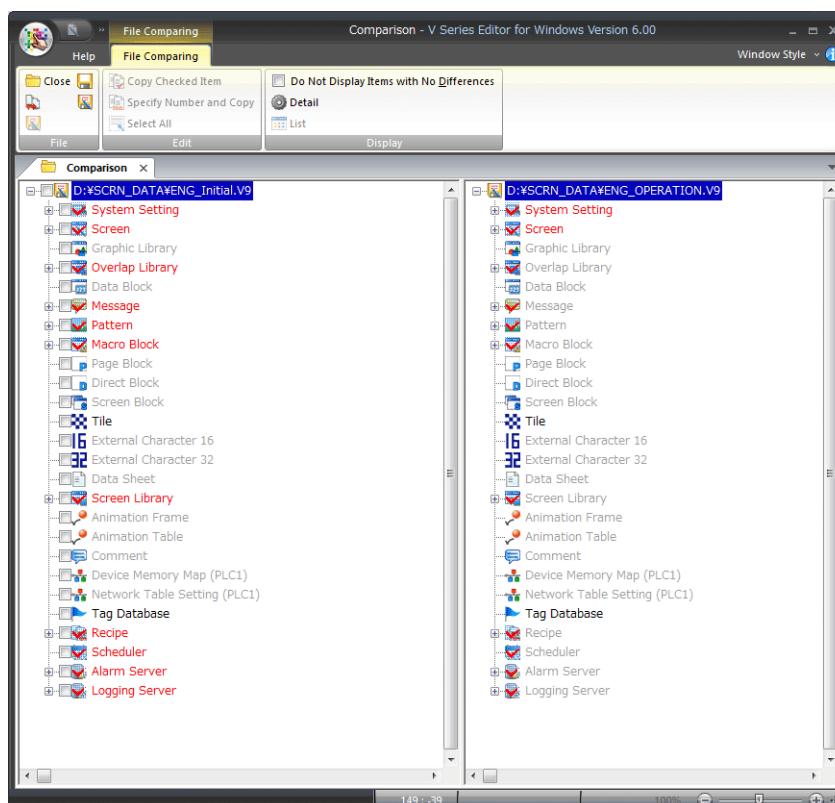 File Comparing
Comparison - V Series Editor for Windows Version 6.00
Help
File Comparing
Window Style
Close
Copy Checked Item
Do Not Display Items with No Differences
Specify Number and Copy
Detail
Select All
List
File
Edit
Display
Comparison
D:¥SCRN_DATA¥ENG_Initial.V9
System Setting
Screen
Graphic Library
Overlap Library
Data Block
Message
Pattern
Macro Block
Page Block
Direct Block
Screen Block
Tile
16 External Character 16
32 External Character 32
Data Sheet
Screen Library
Animation Frame
Animation Table
Comment
Device Memory Map (PLC1)
Network Table Setting (PLC1)
Tag Database
Recipe
Scheduler
Alarm Server
Logging Server
D:¥SCRN_DATA¥ENG_OPERATION.V9
System Setting
Screen
Graphic Library
Overlap Library
Data Block
Message
Pattern
Macro Block
Page Block
Direct Block
Screen Block
Tile
16 External Character 16
32 External Character 32
Data Sheet
Screen Library
Animation Frame
Animation Table
Comment
Device Memory Map (PLC1)
Network Table Setting (PLC1)
Tag Database
Recipe
Scheduler
Alarm Server
Logging Server
149 : -39
100%